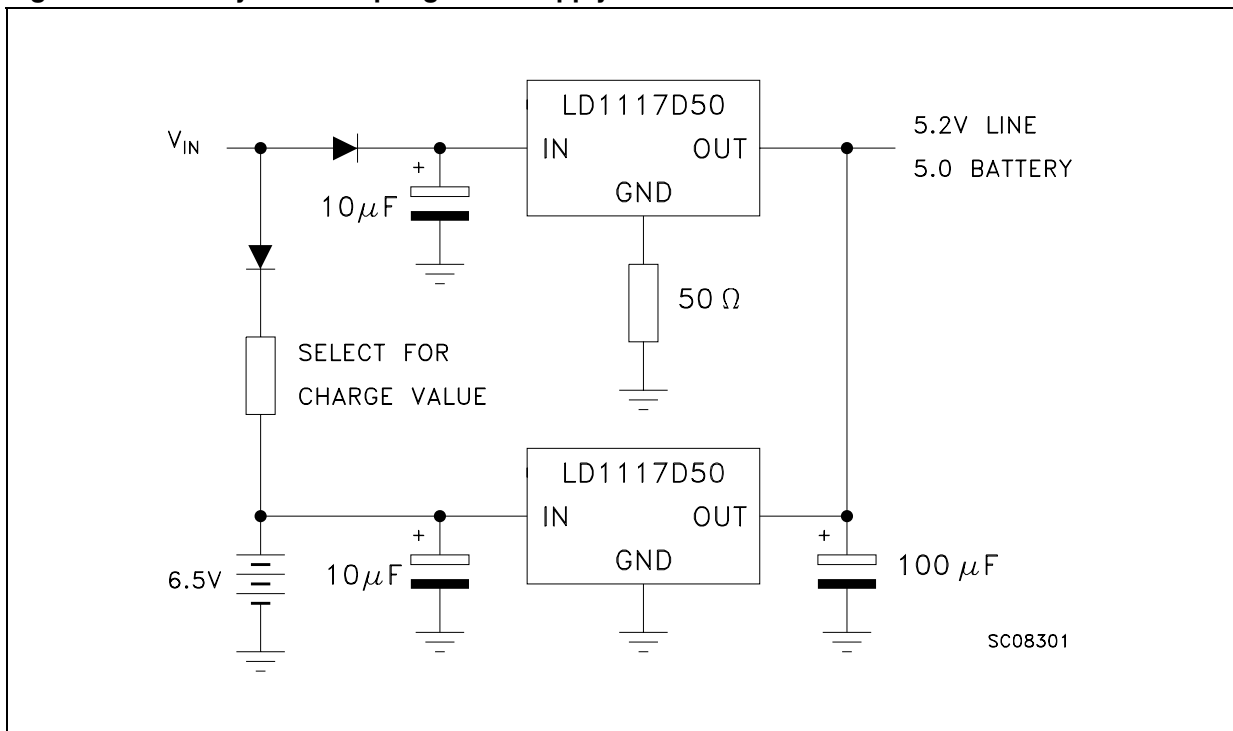 LD1117D50
V_IN
IN OUT
5.2V LINE
5.0 BATTERY
+
10μF
GND
50 Ω
SELECT FOR
CHARGE VALUE
LD1117D50
IN OUT
+
+
6.5V
10μF
GND
100 μF
SC08301